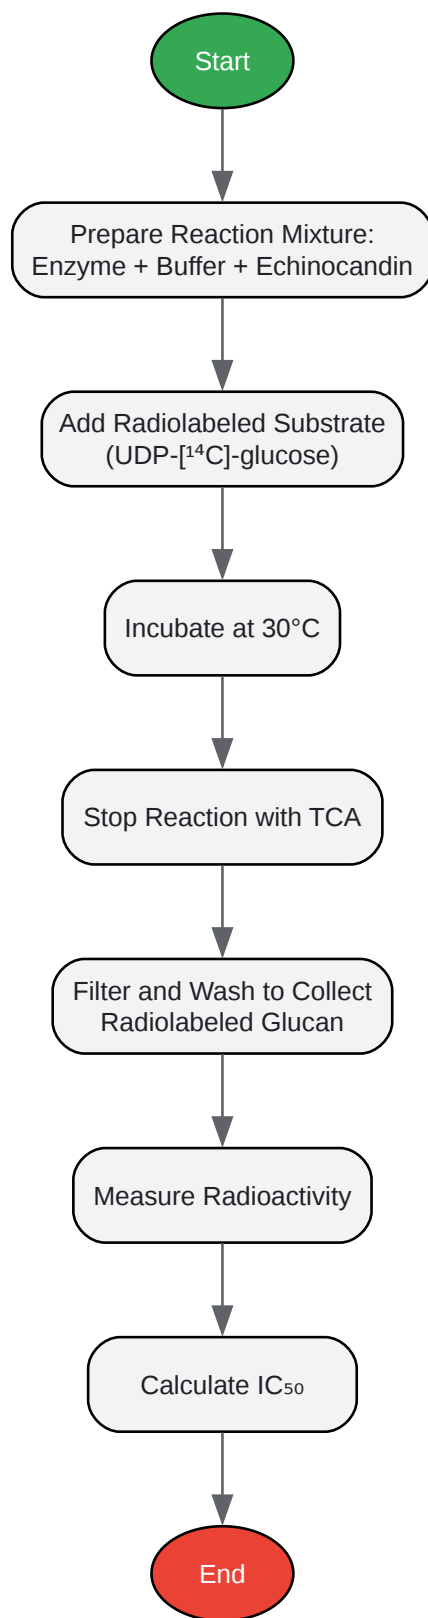 Start
Prepare Reaction Mixture:
Enzyme + Buffer + Echinocandin
Add Radiolabeled Substrate
(UDP-[¹⁴C]-glucose)
Incubate at 30°C
Stop Reaction with TCA
Filter and Wash to Collect
Radiolabeled Glucan
Measure Radioactivity
Calculate IC₅₀
End